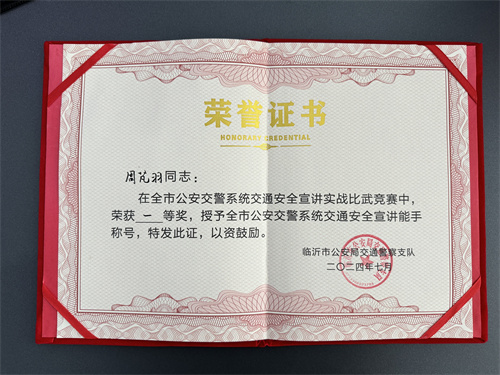 荣誉证书
HONORARY CREDENTIAL
周苑羽同志：
在全市公安交警系统交通安全宣讲实战比武竞赛中，
荣获 一 等奖，授予全市公安交警系统交通安全宣讲能手
称号，特发此证，以资鼓励。
临沂市公安局交通警察支队
二〇二四年七月